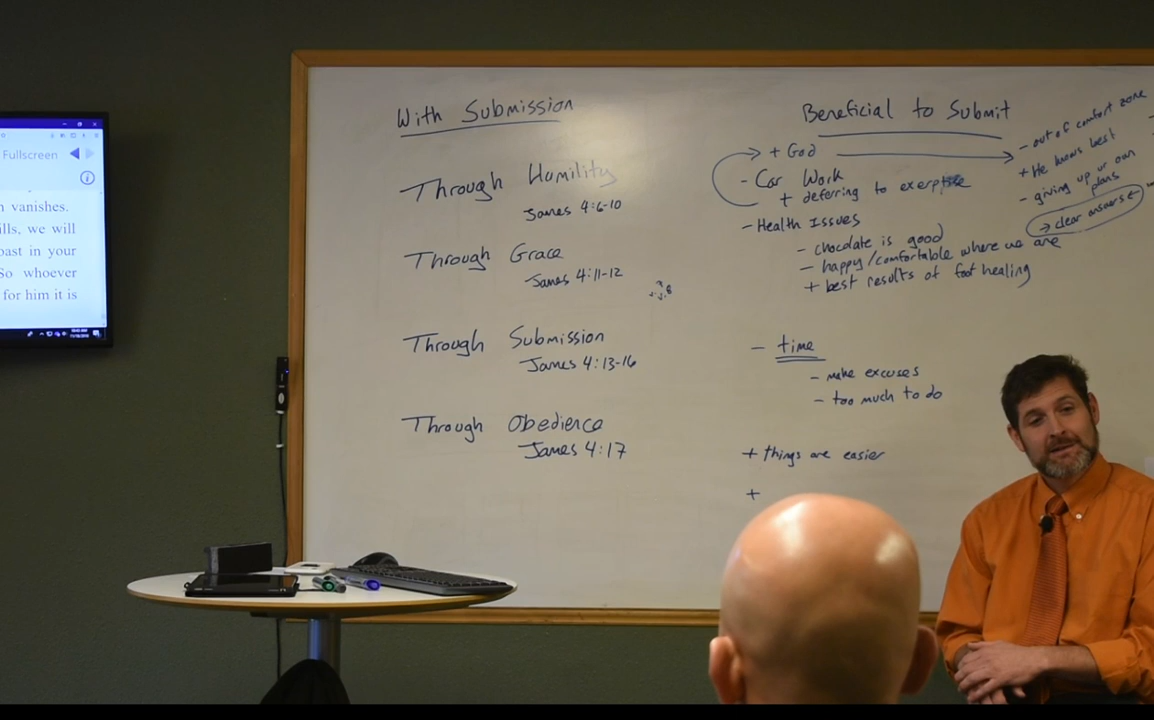 Fullscreen
vanishes.
ills, we will
oast in your
So whoever
for him it is
With Submission
Through Humility
James 4:6-10
Through Grace
James 4:11-12
Through Submission
James 4:13-16
Through Obedience
James 4:17
Beneficial to Submit
+ God
- Car Work
+ deferring to
- Health Issues
- chocolate is good
- happy/comfortable where we are
+ best results of foot healing
- time
- make excuses
- too much to do
+ things are easier
+
- out of comfort zone
+ He knows best
- giving up ur own
plans
→ clear answers